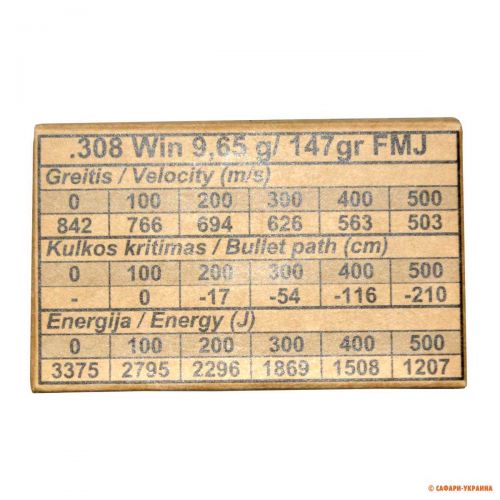 .308 Win 9,65 g/ 147gr FMJ
Greitis / Velocity (m/s)
0 100 200 300 400 500
842 766 694 626 563 503
Kulkos kritimas / Bullet path (cm)
0 100 200 300 400 500
- 0 -17 -54 -116 -210
Energija / Energy (J)
0 100 200 300 400 500
3375 2795 2296 1869 1508 1207
© САФАРИ-УКРАИНА